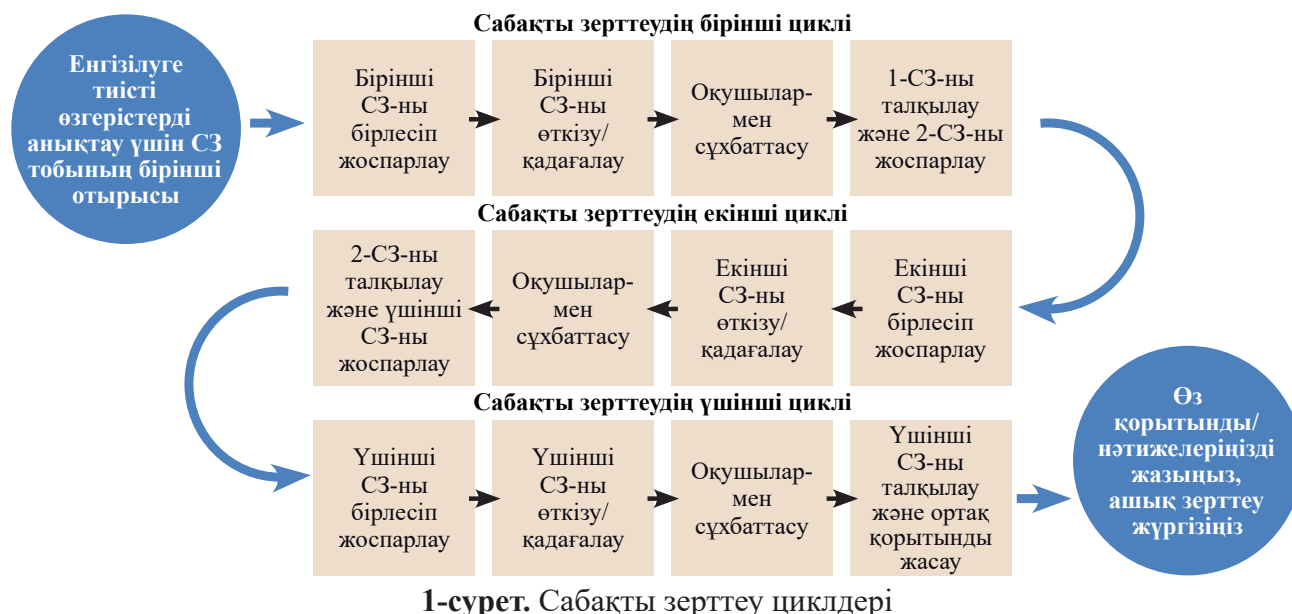 Сабақты зерттеудің бірінші циклі
Енгізілуге
тиісті
өзгерістерді
анықтау үшін СЗ
тобының бірінші
отырысы
Бірінші
СЗ-ны
бірлесіп
жоспарлау
Бірінші
СЗ-ны
өткізу/
қадағалау
Оқушылар-
мен
сұхбаттасу
1-СЗ-ны
талқылау
және 2-СЗ-ны
жоспарлау
Сабақты зерттеудің екінші циклі
Екінші
СЗ-ны
бірлесіп
жоспарлау
Екінші
СЗ-ны
өткізу/
қадағалау
Оқушылар-
мен
сұхбаттасу
2-СЗ-ны
талқылау
және үшінші
СЗ-ны
жоспарлау
Сабақты зерттеудің үшінші циклі
Үшінші
СЗ-ны
бірлесіп
жоспарлау
Үшінші
СЗ-ны
өткізу/
қадағалау
Оқушылар-
мен
сұхбаттасу
Үшінші
СЗ-ны
талқылау
және ортақ
қорытынды
жасау
Өз
қорытынды/
нәтижелеріңізді
жазыңыз,
ашық зерттеу
жүргізіңіз
1-сурет. Сабақты зерттеу циклдері